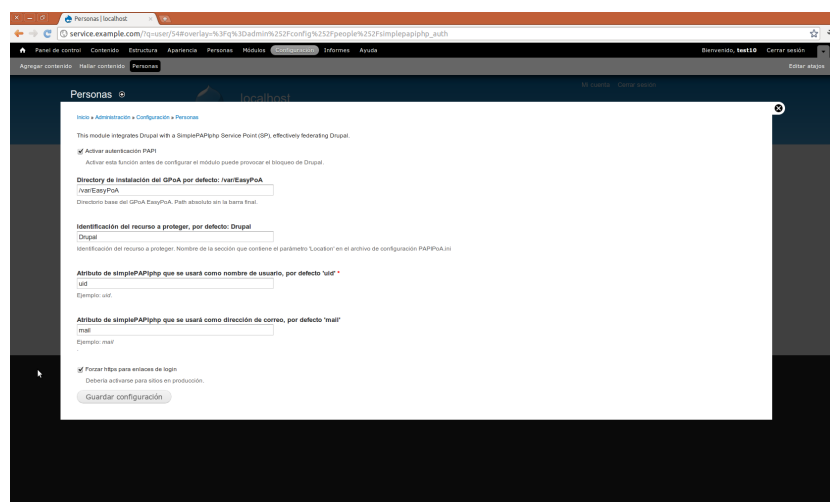 Personas | localhost
service.example.com/?q=user/54#overlay=%3Fq%3Dadmin%252Fconfig%252Fpeople%252Fsimplepapiphp_auth
Panel de control Contenido Estructura Apariencia Personas Módulos Configuración Informes Ayuda
Bienvenido, test10 Cerrar sesión
Agregar contenido Hallar contenido Personas
Editar atajos
Mi cuenta Cerrar sesión
Personas
localhost
Inicio » Administración » Configuración » Personas
This module integrates Drupal with a SimplePAPIphp Service Point (SP), effectively federating Drupal.
Activar autenticación PAPI
Activar esta función antes de configurar el módulo puede provocar el bloqueo de Drupal.
Directory de instalación del GPoA por defecto: /var/EasyPoA
/var/EasyPoA
Directorio base del GPoA EasyPoA. Path absoluto sin la barra final.
Identificación del recurso a proteger, por defecto: Drupal
Drupal
Identificación del recurso a proteger. Nombre de la sección que contiene el parámetro 'Location' en el archivo de configuración PAPIPoA.ini
Atributo de simplePAPIphp que se usará como nombre de usuario, por defecto 'uid' *
uid
Ejemplo: uid.
Atributo de simplePAPIphp que se usará como dirección de correo, por defecto 'mail'
mail
Ejemplo: mail
.
Forzar https para enlaces de login
Debería activarse para sitios en producción.
Guardar configuración